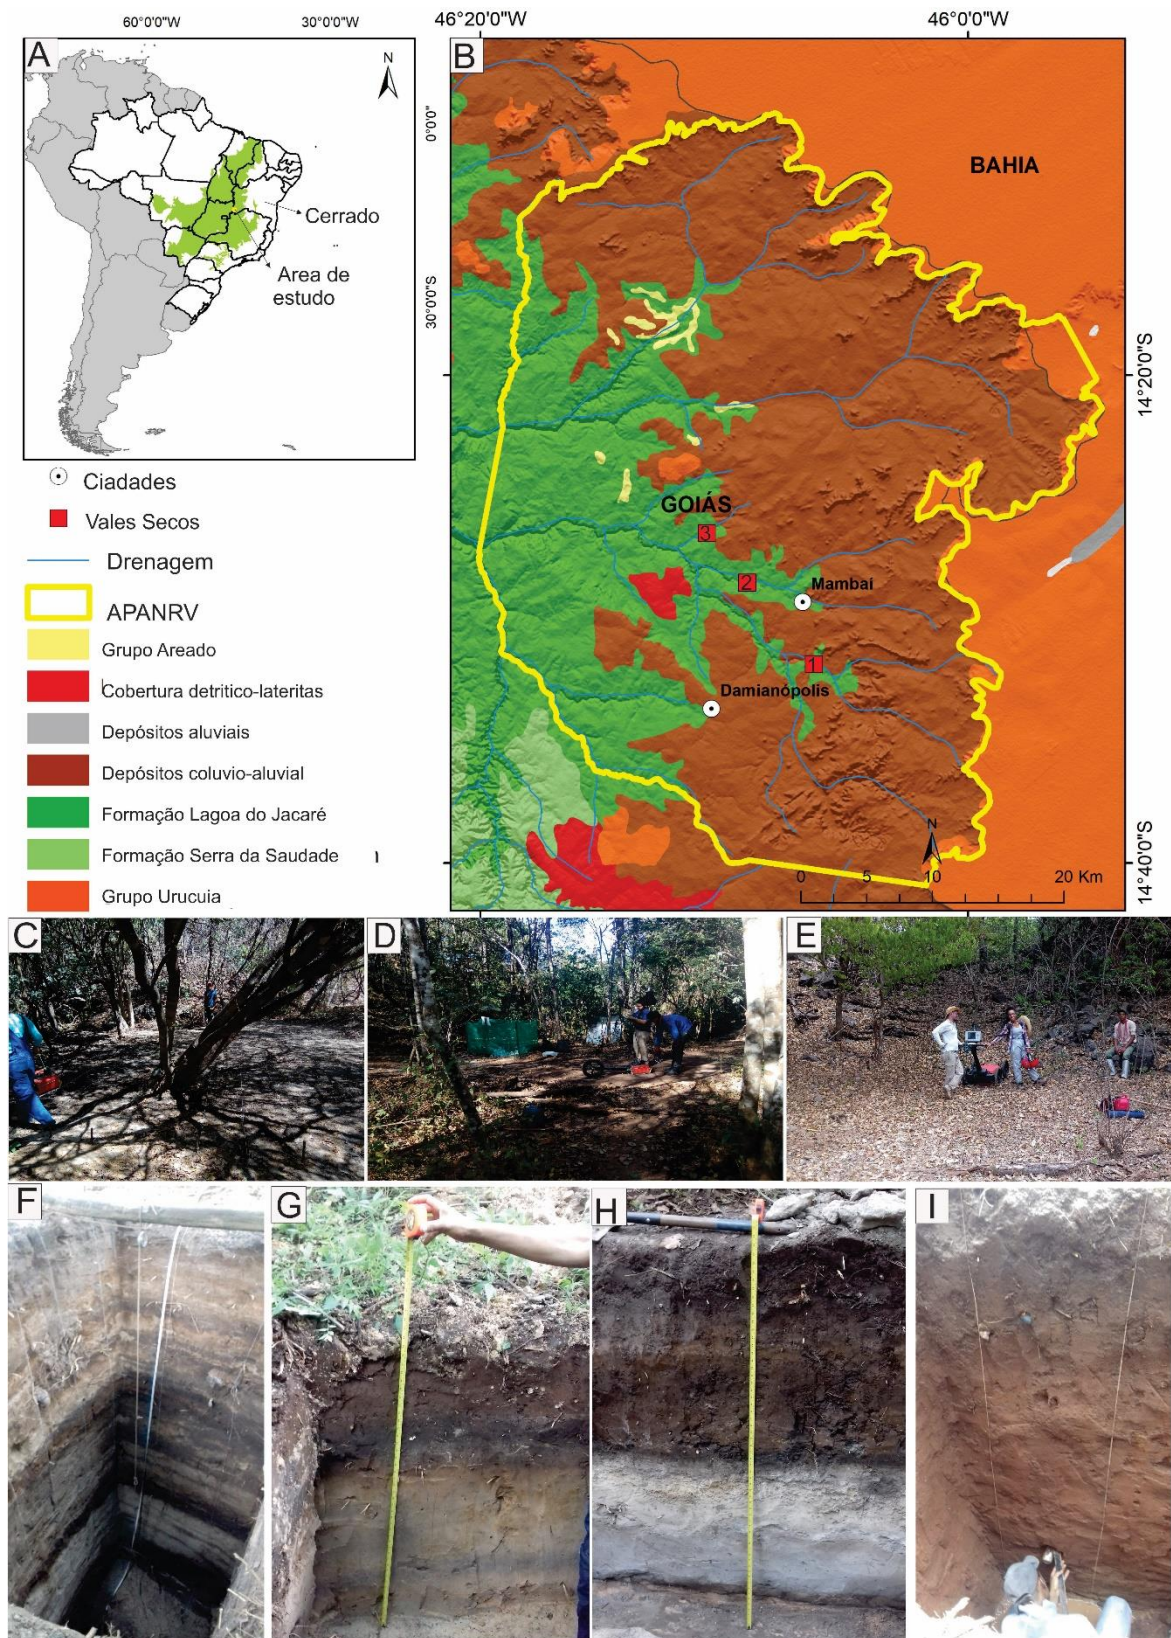 60°0'0"W
30°0'0"W
A
N
Cerrado
Area de
estudo
0°0'0"
30°0'0"S
46°20'0"W
46°0'0"W
B
BAHIA
14°20'0"S
GOIÁS
3
2
Mambaí
1
Damianópolis
N
14°40'0"S
0 5 10 20 Km
Ciadades
Vales Secos
Drenagem
APANRV
Grupo Areado
Cobertura detritico-lateritas
Depósitos aluviais
Depósitos coluvio-aluvial
Formação Lagoa do Jacaré
Formação Serra da Saudade
Grupo Urucuia
C
D
E
F
G
H
I